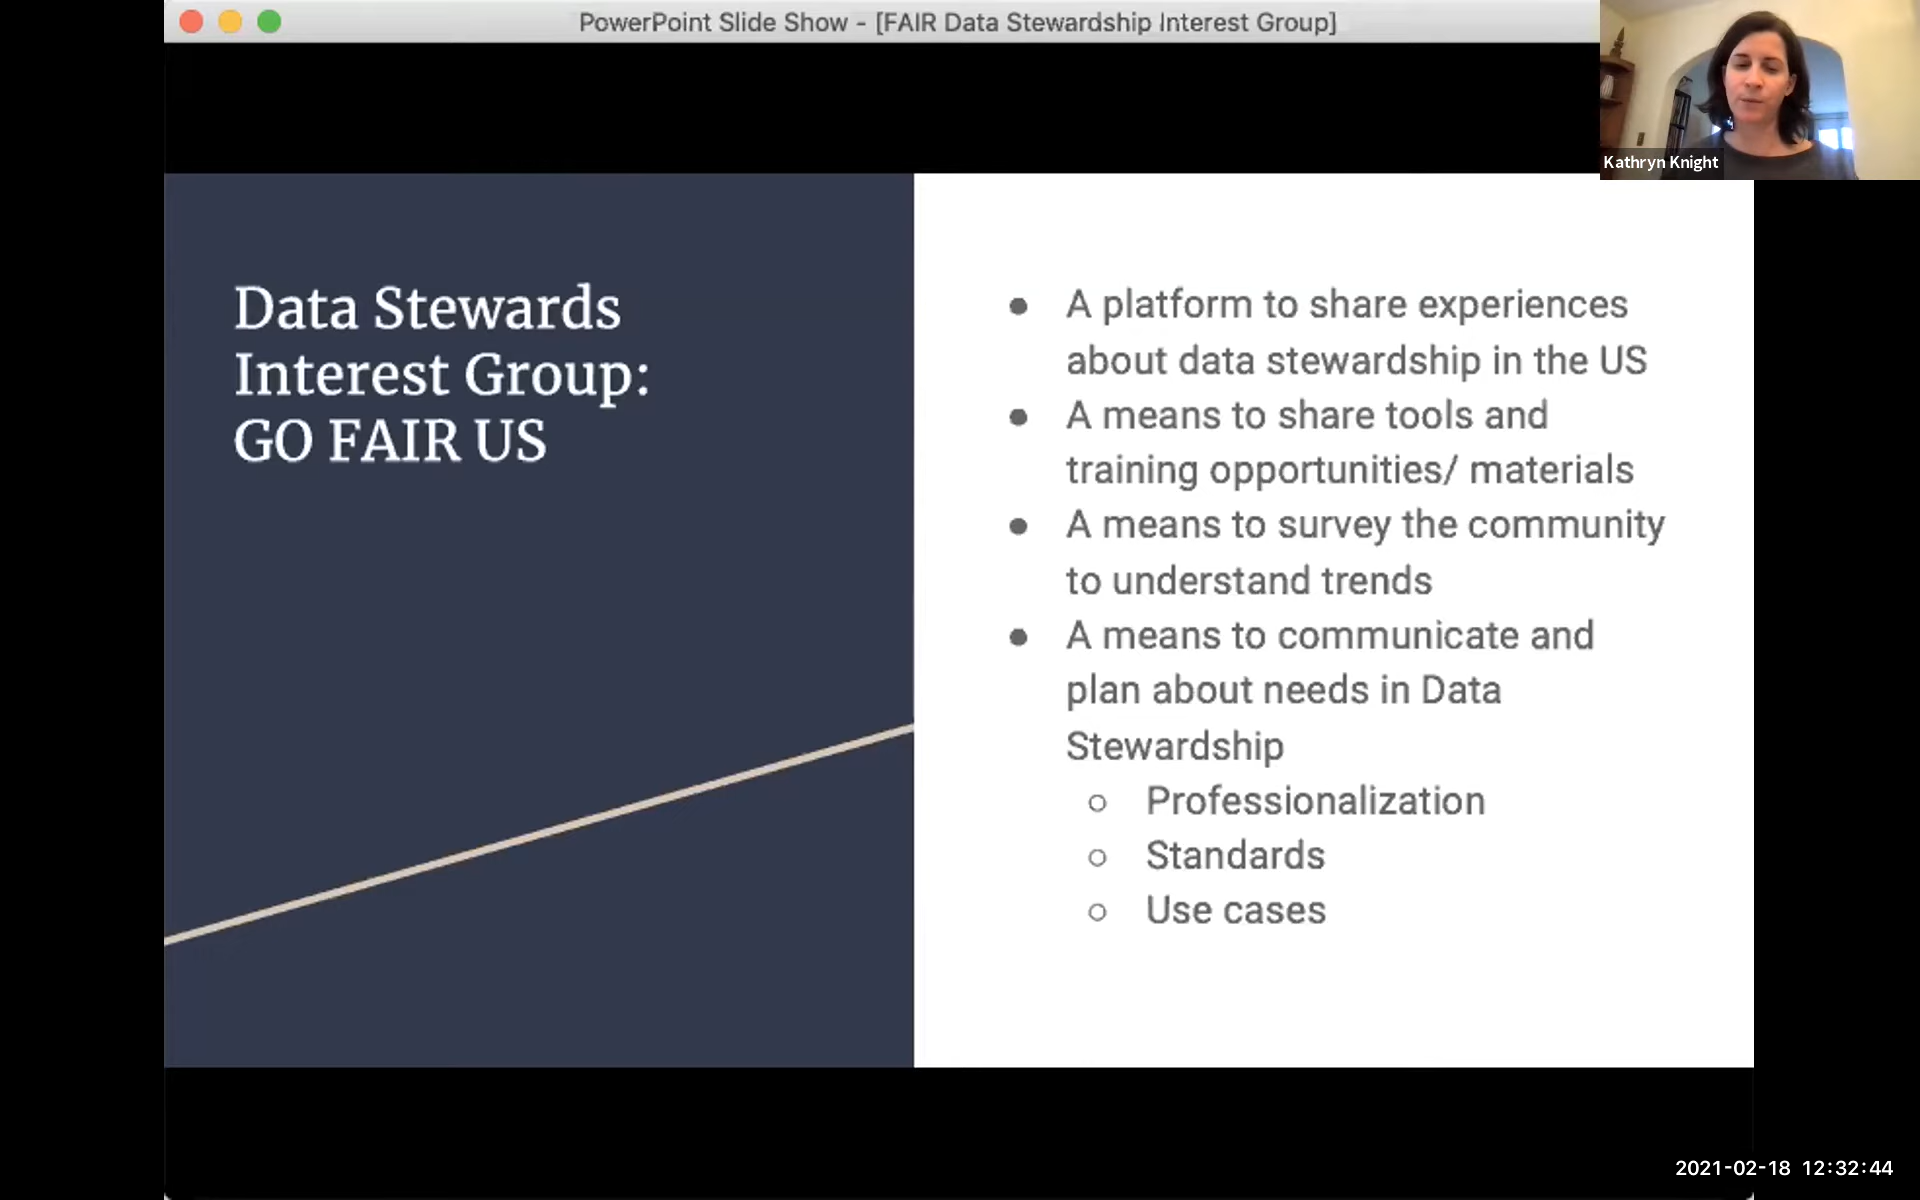 PowerPoint Slide Show - [FAIR Data Stewardship Interest Group]
Kathryn Knight
Data Stewards
Interest Group:
GO FAIR US
● A platform to share experiences
about data stewardship in the US
● A means to share tools and
training opportunities/ materials
● A means to survey the community
to understand trends
● A means to communicate and
plan about needs in Data
Stewardship
○ Professionalization
○ Standards
○ Use cases
2021-02-18 12:32:44